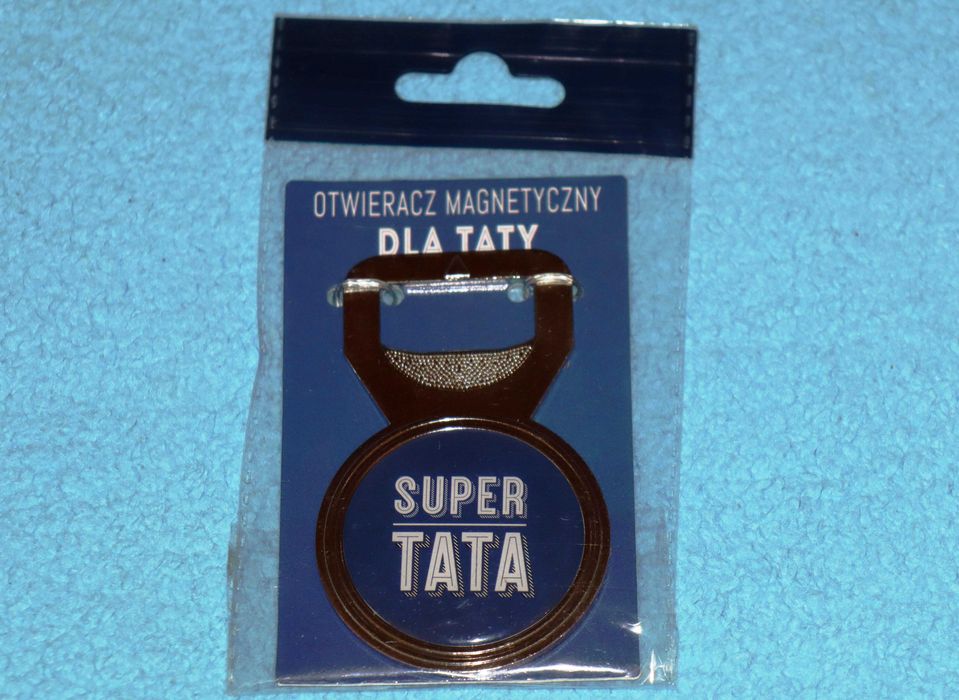 OTWIERACZ MAGNETYCZNY
DLA TATY
SUPER
TATA